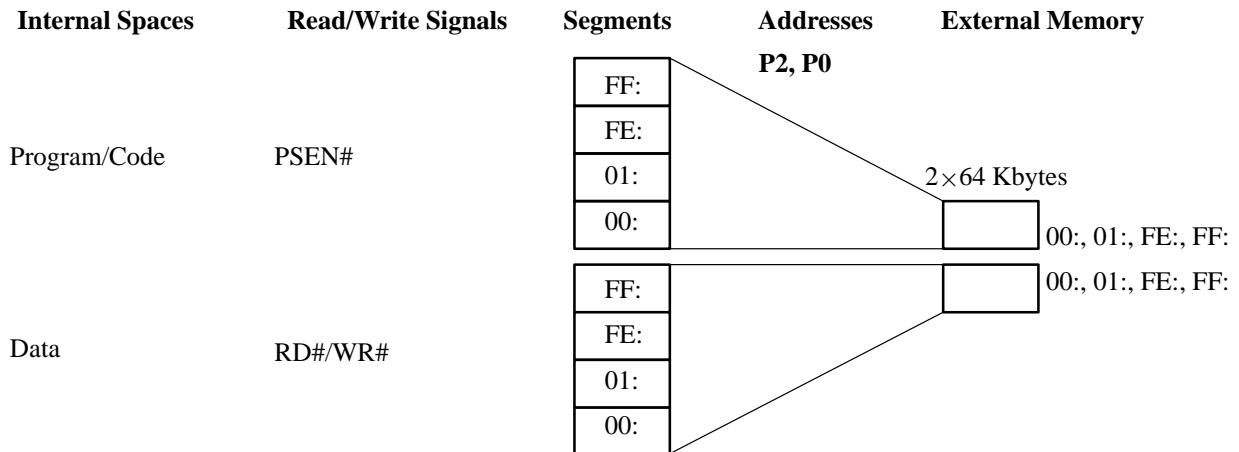 Internal Spaces Read/Write Signals Segments Addresses External Memory
P2, P0
FF:
FE:
Program/Code PSEN#
01:
2×64 Kbytes
00:
00:, 01:, FE:, FF:
00:, 01:, FE:, FF:
FF:
FE:
Data RD#/WR#
01:
00: